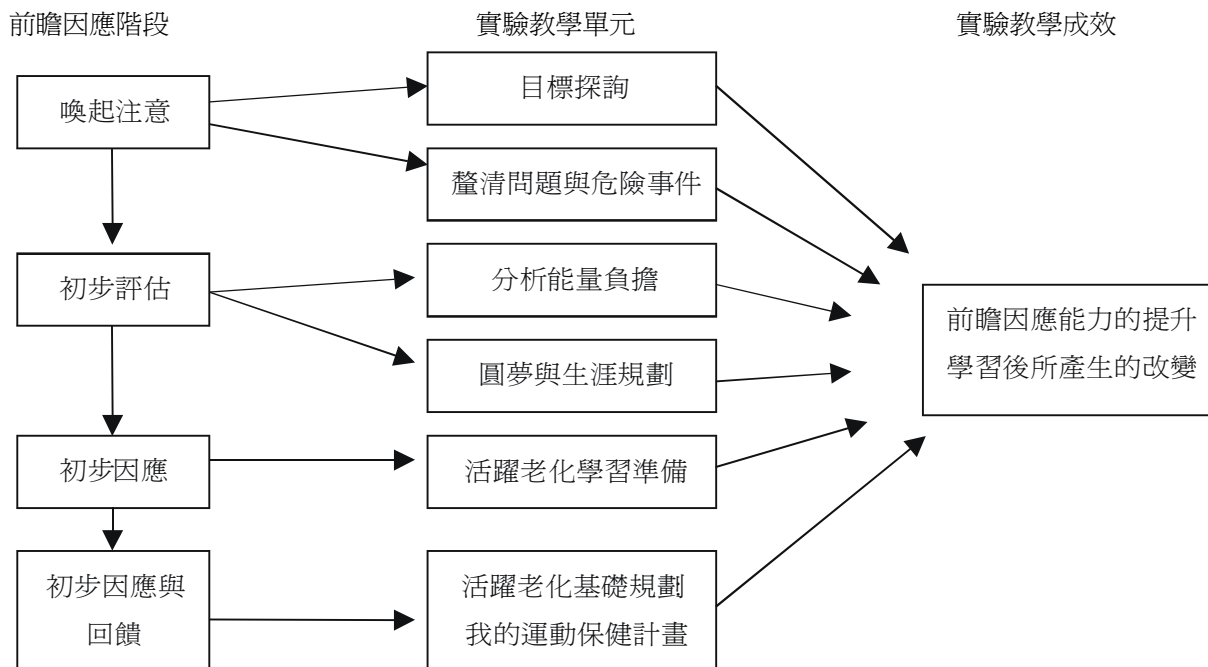 前瞻因應階段
實驗教學單元
實驗教學成效
喚起注意
目標探詢
釐清問題與危險事件
初步評估
分析能量負擔
圓夢與生涯規劃
前瞻因應能力的提升
學習後所產生的改變
初步因應
活躍老化學習準備
初步因應與
回饋
活躍老化基礎規劃
我的運動保健計畫